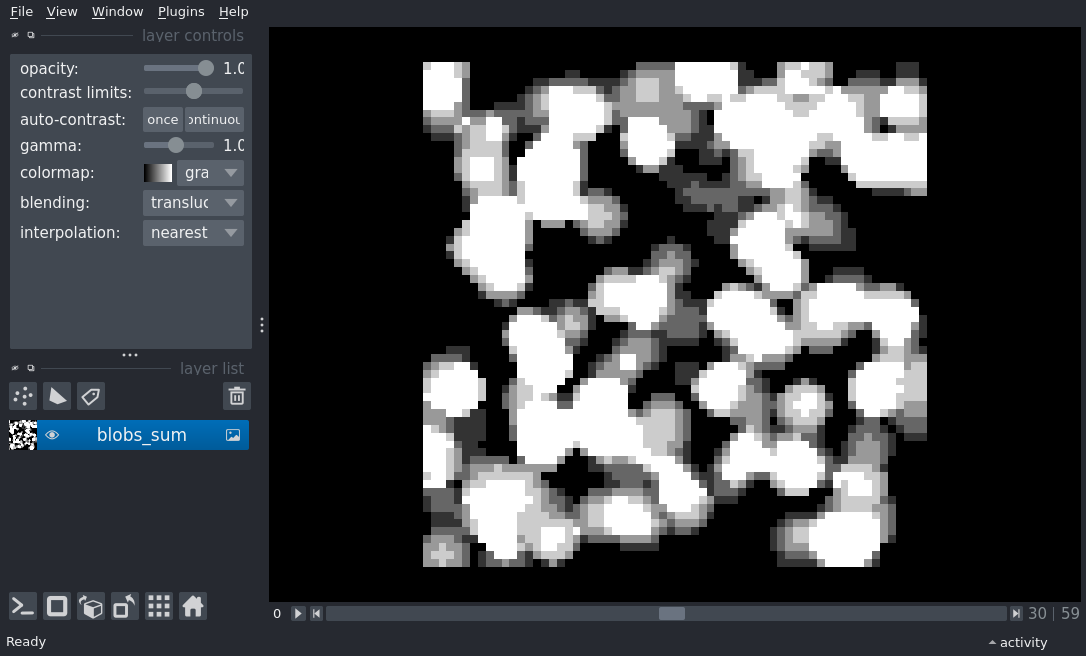 File View Window Plugins Help
layer controls
opacity: 1.0
contrast limits:
auto-contrast: once ontinuou
gamma: 1.0
colormap: gra
blending: transluc
interpolation: nearest
layer list
blobs_sum
0 30 | 59
Ready activity